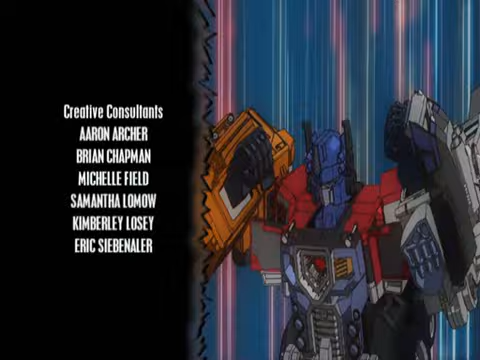 Creative Consultants
AARON ARCHER
BRIAN CHAPMAN
MICHELLE FIELD
SAMANTHA LOMOW
KIMBERLEY LOSEY
ERIC SIEBENALER